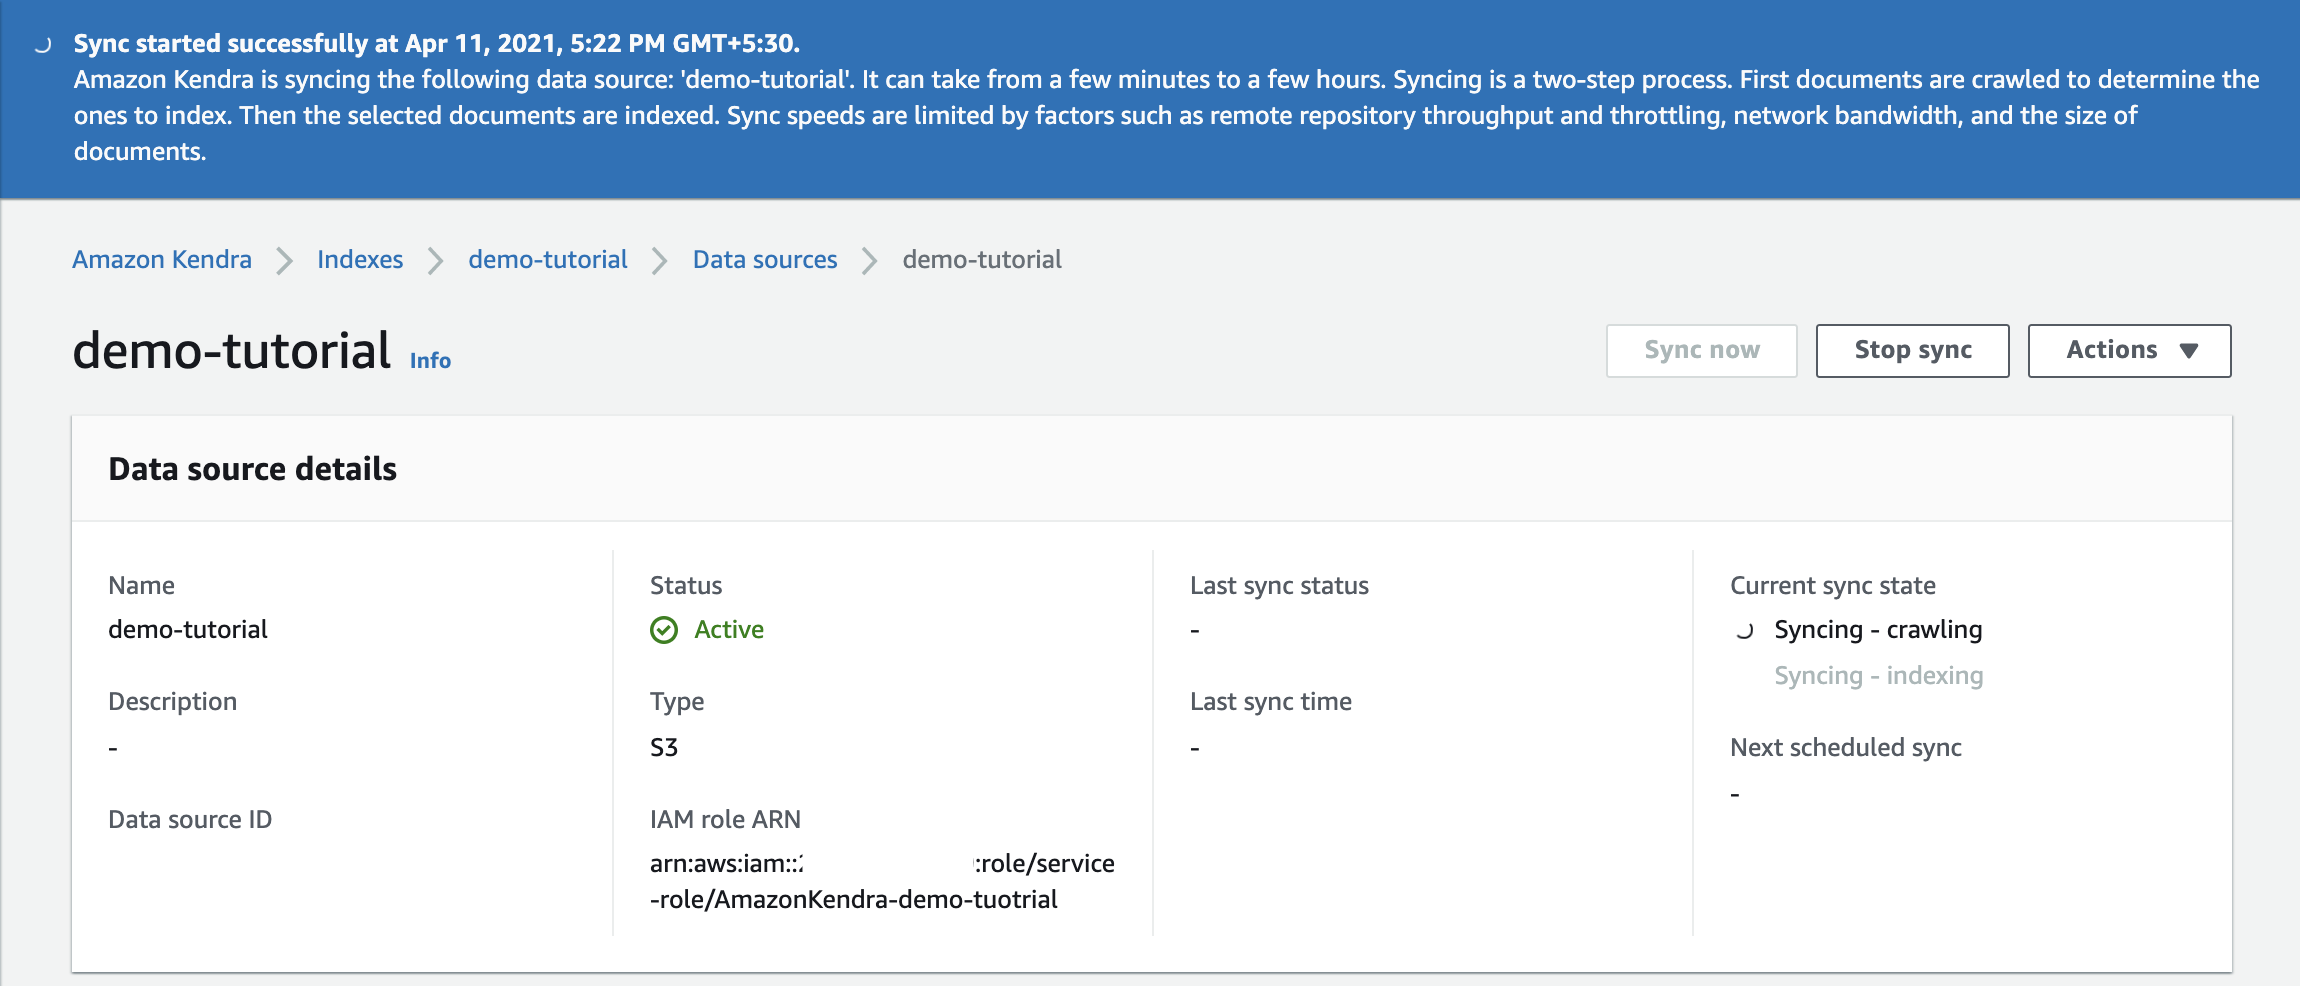 Sync started successfully at Apr 11, 2021, 5:22 PM GMT+5:30.
Amazon Kendra is syncing the following data source: 'demo-tutorial'. It can take from a few minutes to a few hours. Syncing is a two-step process. First documents are crawled to determine the
ones to index. Then the selected documents are indexed. Sync speeds are limited by factors such as remote repository throughput and throttling, network bandwidth, and the size of
documents.
Amazon Kendra > Indexes > demo-tutorial > Data sources > demo-tutorial
demo-tutorial Info
Sync now
Stop sync
Actions
Data source details
Name
demo-tutorial
Description
-
Data source ID
Status
Active
Type
S3
IAM role ARN
arn:aws:iam:: :role/service
-role/AmazonKendra-demo-tuotrial
Last sync status
-
Last sync time
-
Current sync state
Syncing - crawling
Syncing - indexing
Next scheduled sync
-